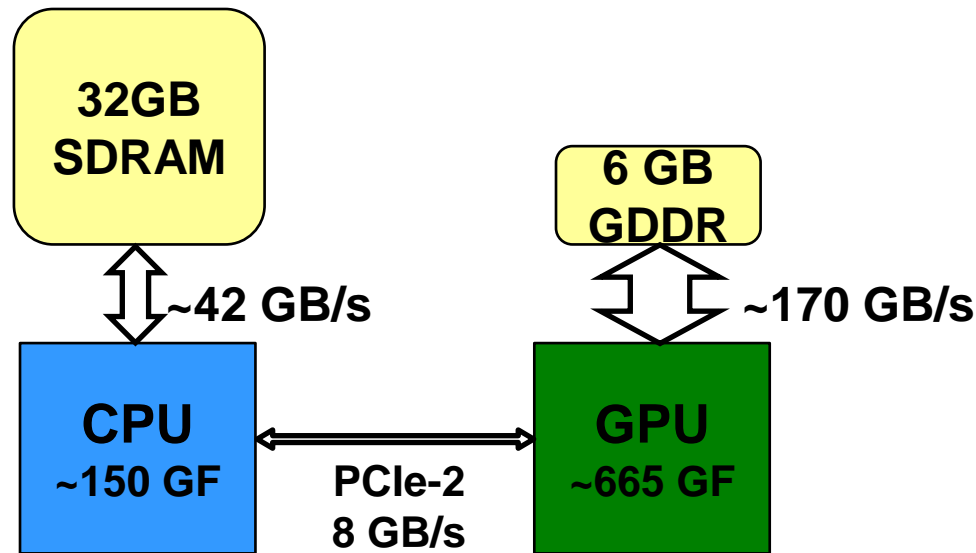 32GB
SDRAM
6 GB
GDDR
~42 GB/s
~170 GB/s
CPU
~150 GF
PCIe-2
8 GB/s
GPU
~665 GF